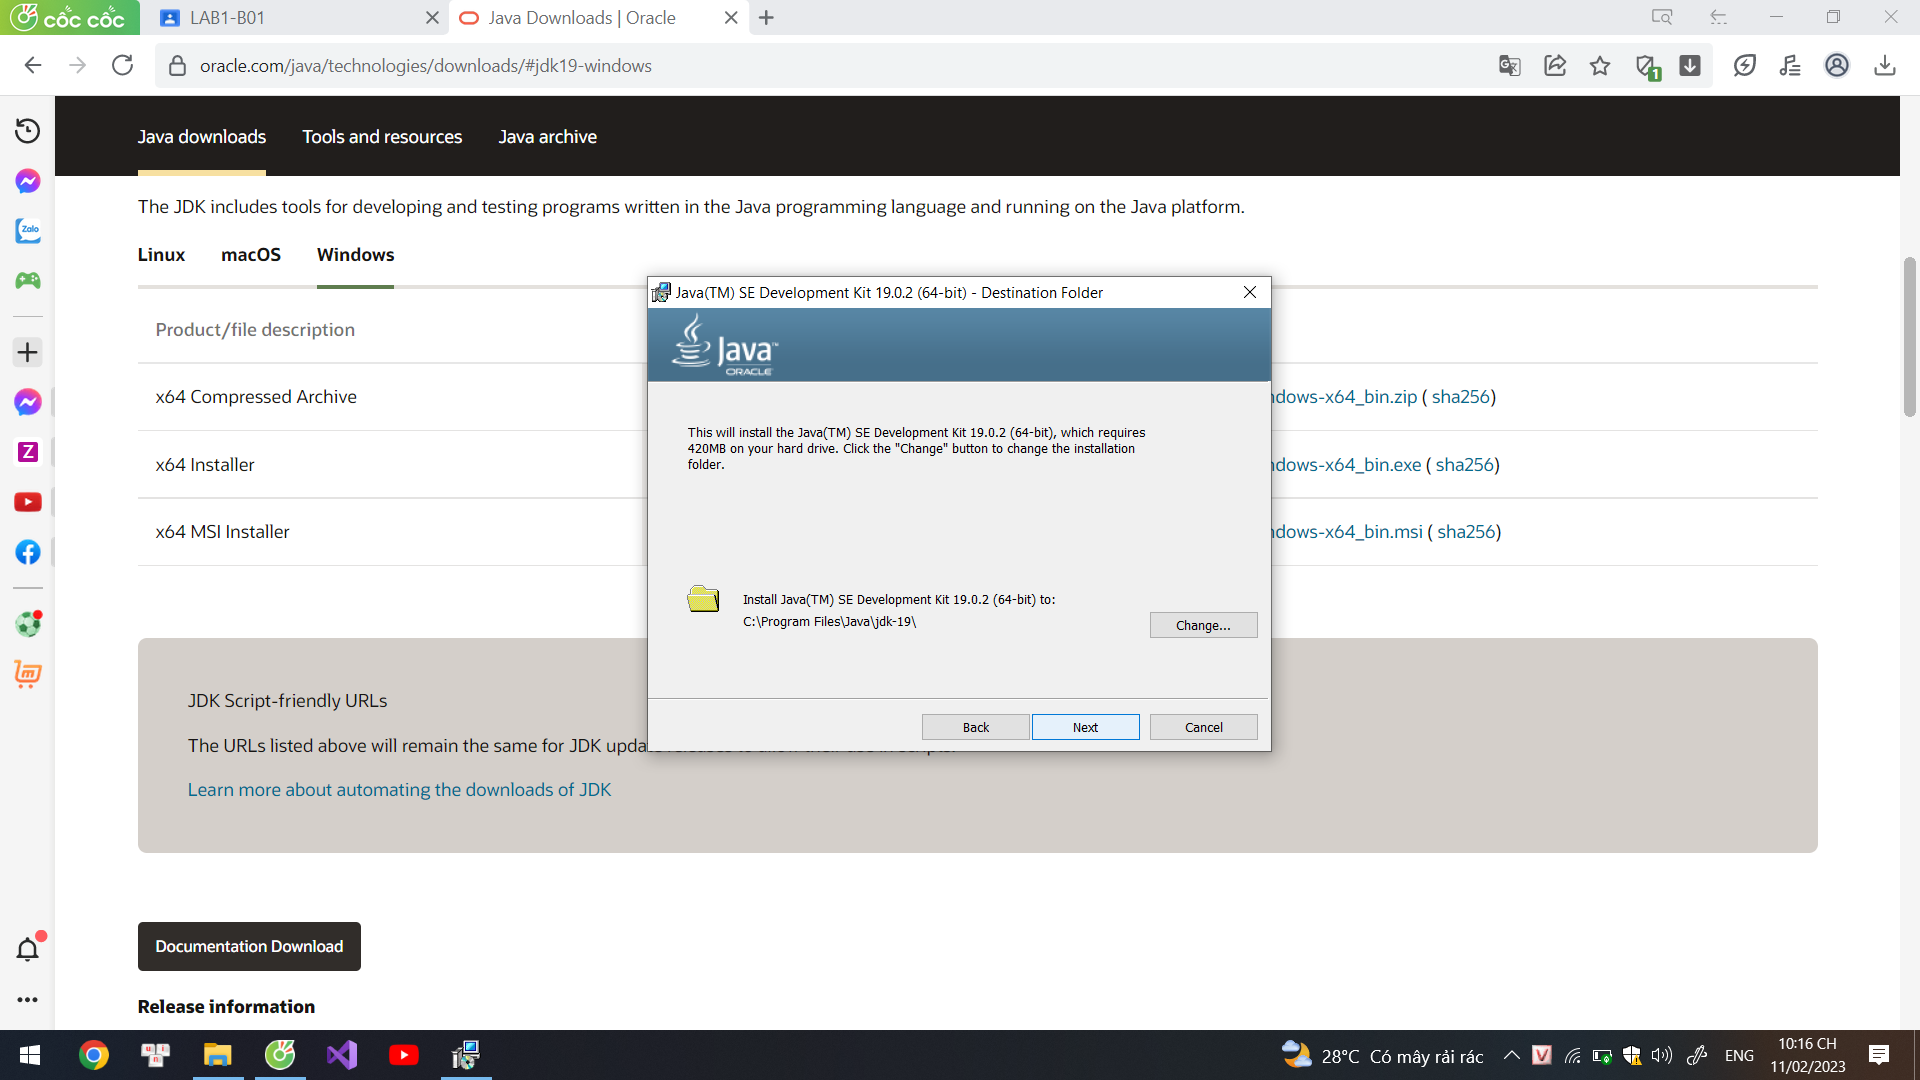 cốc cốc
LAB1-B01
Java Downloads | Oracle
oracle.com/java/technologies/downloads/#jdk19-windows
1
Java downloads
Tools and resources
Java archive
The JDK includes tools for developing and testing programs written in the Java programming language and running on the Java platform.
Linux
macOS
Windows
Zalo
Product/file description
x64 Compressed Archive
dows-x64_bin.zip ( sha256)
x64 Installer
dows-x64_bin.exe ( sha256)
x64 MSI Installer
dows-x64_bin.msi ( sha256)
Java(TM) SE Development Kit 19.0.2 (64-bit) - Destination Folder
Java™
ORACLE
This will install the Java(TM) SE Development Kit 19.0.2 (64-bit), which requires
420MB on your hard drive. Click the "Change" button to change the installation
folder.
Install Java(TM) SE Development Kit 19.0.2 (64-bit) to:
C:\Program Files\Java\jdk-19\
Change...
Back
Next
Cancel
Z
JDK Script-friendly URLs
The URLs listed above will remain the same for JDK upda
Learn more about automating the downloads of JDK
Documentation Download
Release information
28°C Có mây rải rác
V
ENG
10:16 CH
11/02/2023